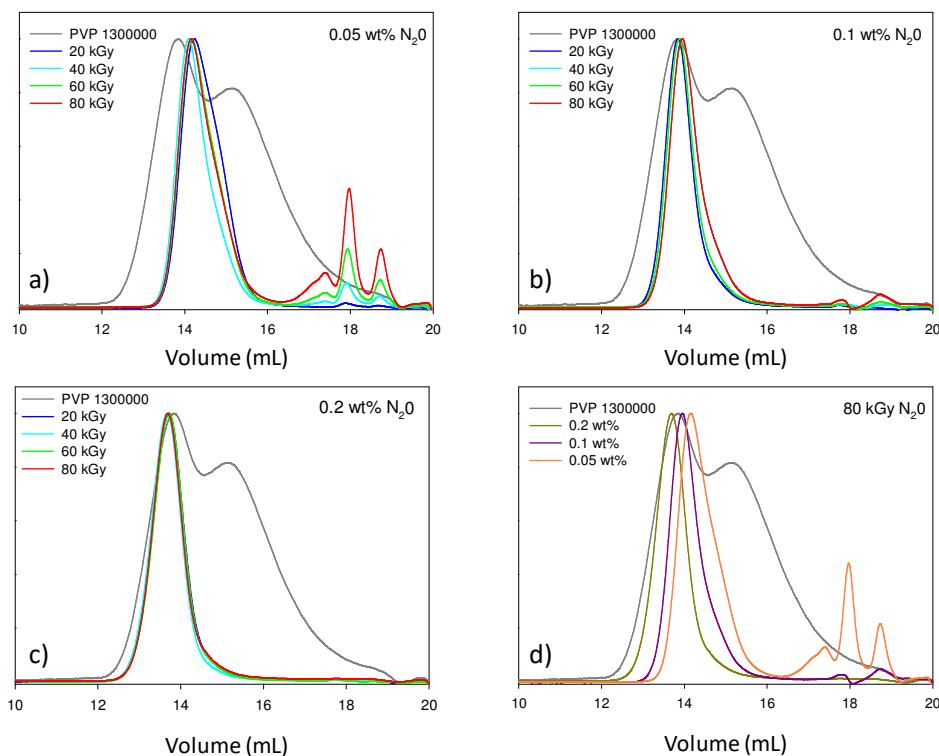 PVP 1300000
20 kGy
40 kGy
60 kGy
80 kGy
0.05 wt% N₂0
a)
10 12 14 16 18 20
Volume (mL)
PVP 1300000
20 kGy
40 kGy
60 kGy
80 kGy
0.1 wt% N₂0
b)
10 12 14 16 18 20
Volume (mL)
PVP 1300000
20 kGy
40 kGy
60 kGy
80 kGy
0.2 wt% N₂0
c)
10 12 14 16 18 20
Volume (mL)
PVP 1300000
0.2 wt%
0.1 wt%
0.05 wt%
80 kGy N₂0
d)
10 12 14 16 18 20
Volume (mL)